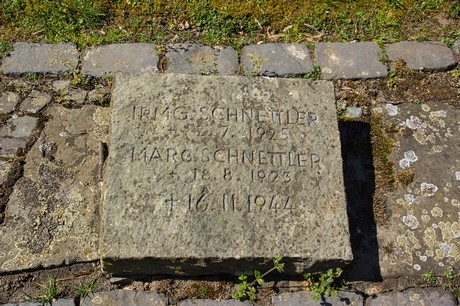 IRMG. SCHNETTLER
7. 1925
MARG. SCHNETTLER
18.8.1923
+ 16.11.1944